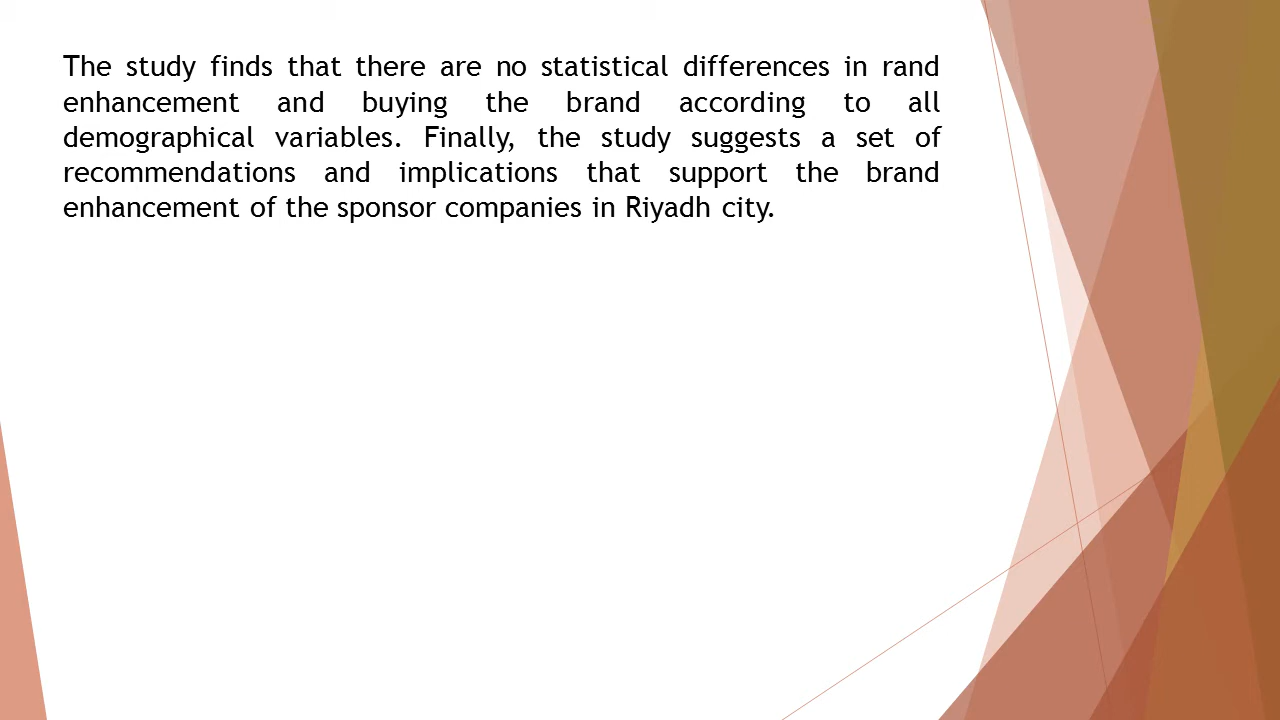 The study finds that there are no statistical differences in rand
enhancement and buying the brand according to all
demographical variables. Finally, the study suggests a set of
recommendations and implications that support the brand
enhancement of the sponsor companies in Riyadh city.